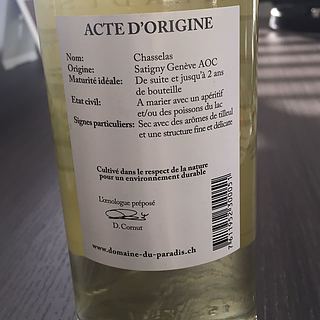 ACTE D'ORIGINE
Nom: Chasselas
Origine: Satigny Genève AOC
Maturité idéale: De suite et jusqu'à 2 ans
de bouteille
Etat civil: A marier avec un apéritif
et/ou des poissons du lac
Signes particuliers: Sec avec des arômes de tilleul
et une structure fine et délicate
Cultivé dans le respect de la nature
pour un environnement durable
L'œnologue préposé
D. Cornut
www.domaine-du-paradis.ch